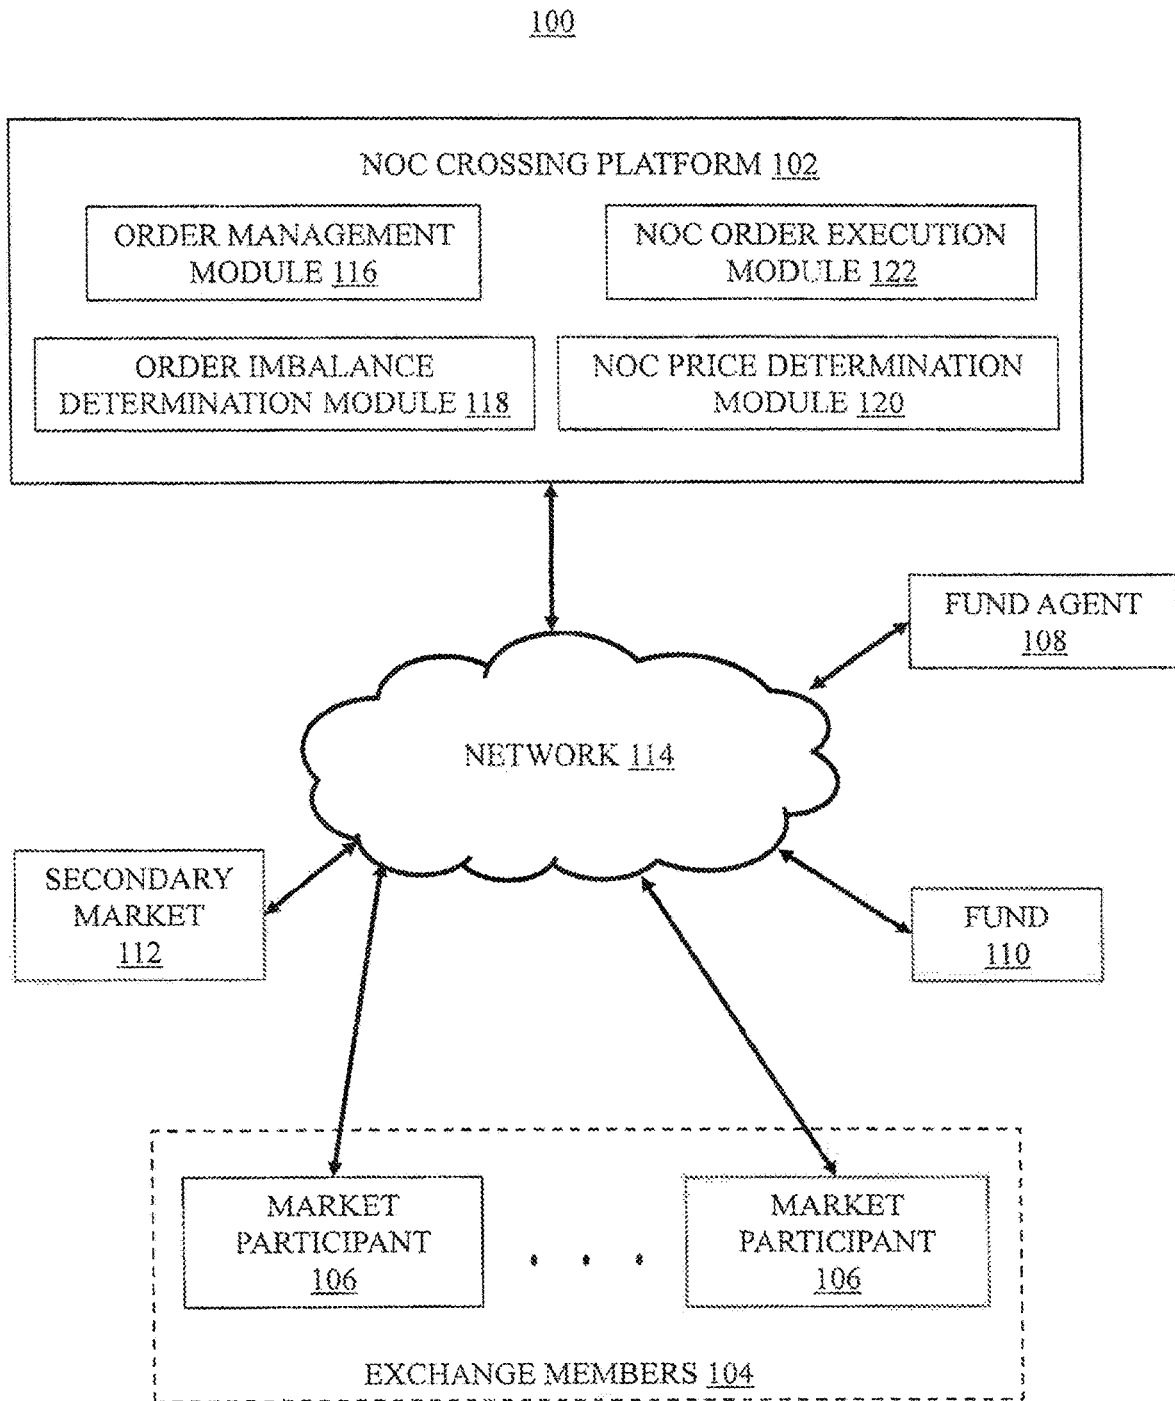 100
NOC CROSSING PLATFORM 102
ORDER MANAGEMENT
MODULE 116
NOC ORDER EXECUTION
MODULE 122
ORDER IMBALANCE
DETERMINATION MODULE 118
NOC PRICE DETERMINATION
MODULE 120
FUND AGENT
108
NETWORK 114
SECONDARY
MARKET
112
FUND
110
MARKET
PARTICIPANT
106
. . .
MARKET
PARTICIPANT
106
EXCHANGE MEMBERS 104